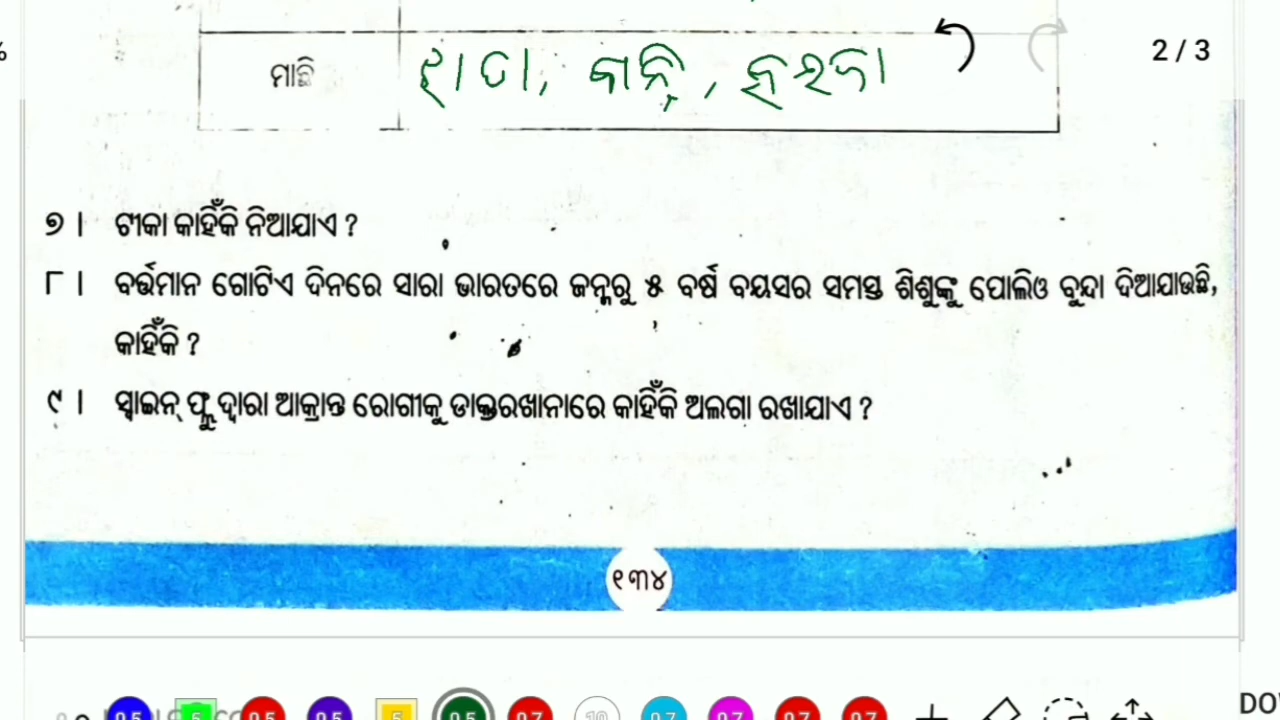 2 / 3
ମାଛି ଝାଡା, ବାନ୍ତି, ହଇଜା
୭ । ଟୀକା କାହିଁକି ନିଆଯାଏ ?
୮ । ବର୍ତ୍ତମାନ ଗୋଟିଏ ଦିନରେ ସାରା ଭାରତରେ ଜନ୍ମରୁ ୫ ବର୍ଷ ବୟସର ସମସ୍ତ ଶିଶୁଙ୍କୁ ପୋଲିଓ ବୁନ୍ଦା ଦିଆଯାଉଛି,
କାହିଁକି ?
୯ । ସ୍ୱାଇନ୍ ଫ୍ଲୁ ଦ୍ୱାରା ଆକ୍ରାନ୍ତ ରୋଗୀକୁ ଡାକ୍ତରଖାନାରେ କାହିଁକି ଅଲଗା ରଖାଯାଏ ?
୧୩୪